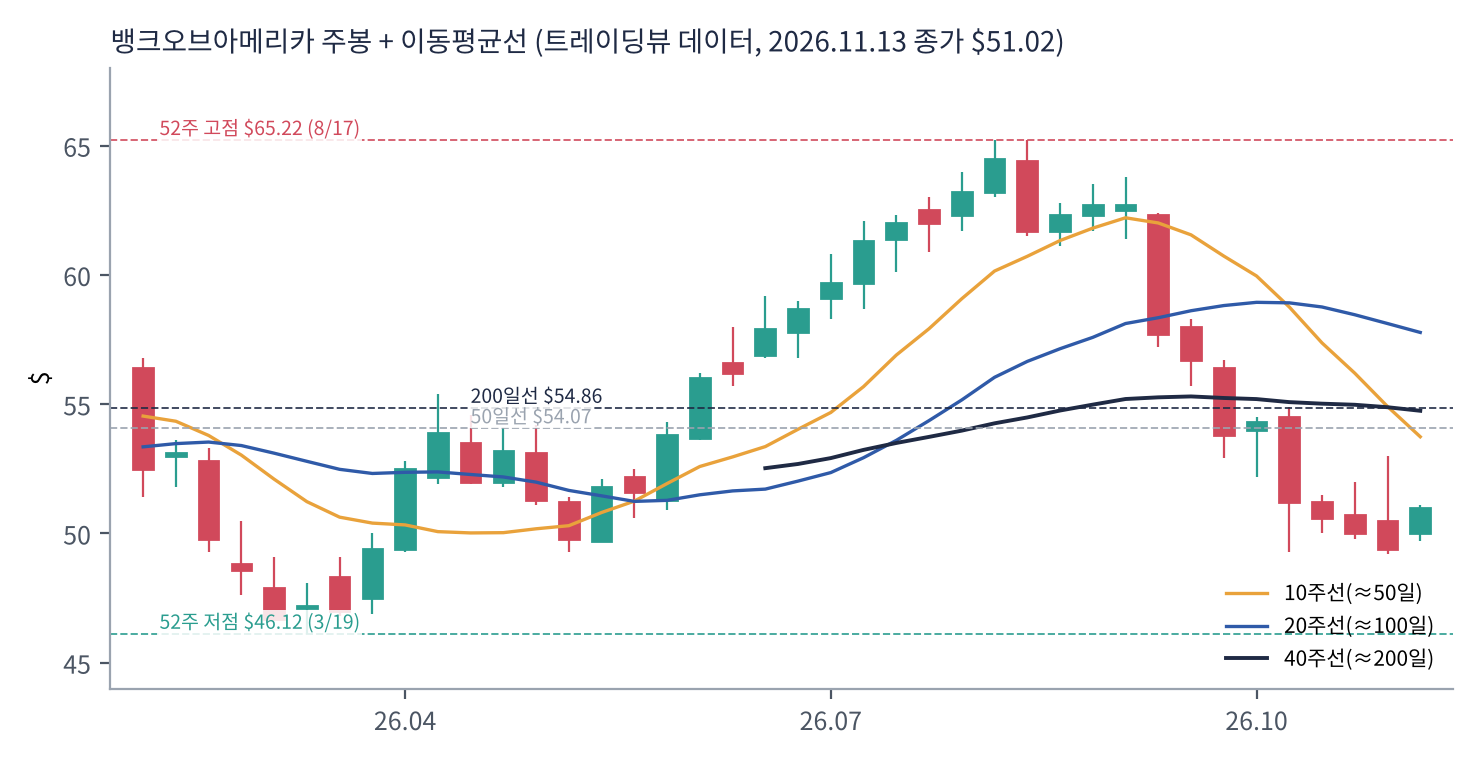 뱅크오브아메리카 주봉 + 이동평균선 (트레이딩뷰 데이터, 2026.11.13 종가 $51.02)
52주 고점 $65.22 (8/17)
65
60
$
200일선 $54.86
55
50일선 $54.07
50
10주선(≈50일)
52주 저점 $46.12 (3/19)
20주선(≈100일)
45
40주선(≈200일)
26.04
26.07
26.10